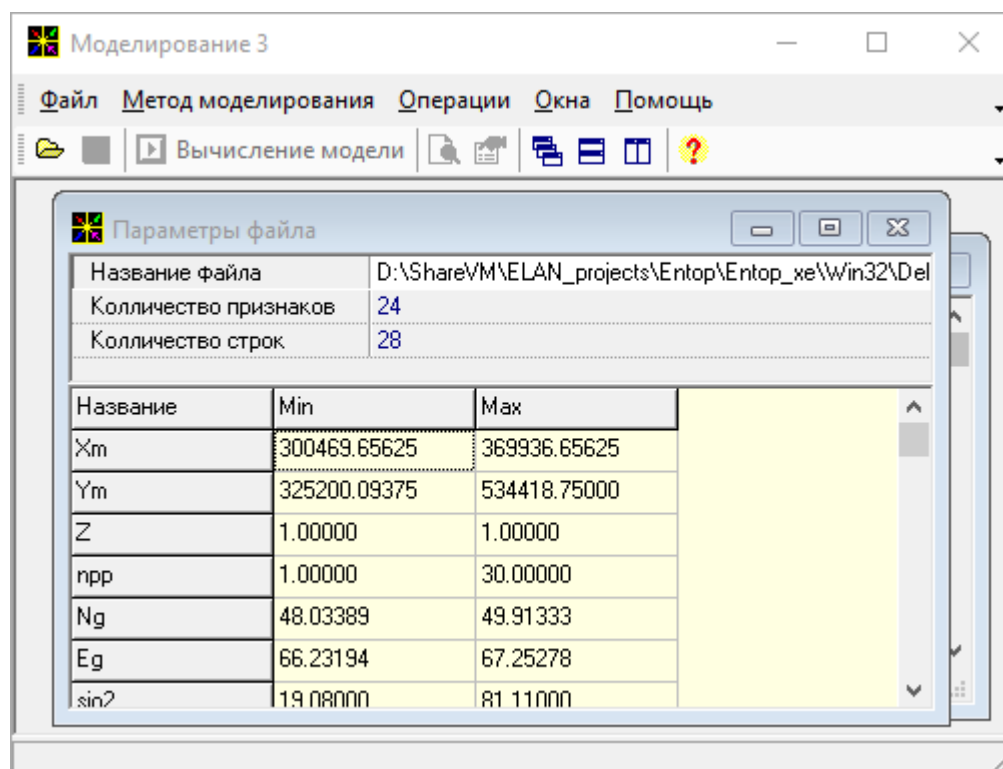 Моделирование 3
Файл Метод моделирования Операции Окна Помощь
Вычисление модели ?
Параметры файла
Название файла D:\ShareVM\ELAN_projects\Entop\Entop_xe\Win32\Del
Колличество признаков 24
Колличество строк 28
Название Min Max
Xm 300469.65625 369936.65625
Ym 325200.09375 534418.75000
Z 1.00000 1.00000
npp 1.00000 30.00000
Ng 48.03389 49.91333
Eg 66.23194 67.25278
sio2 19.08000 81.11000